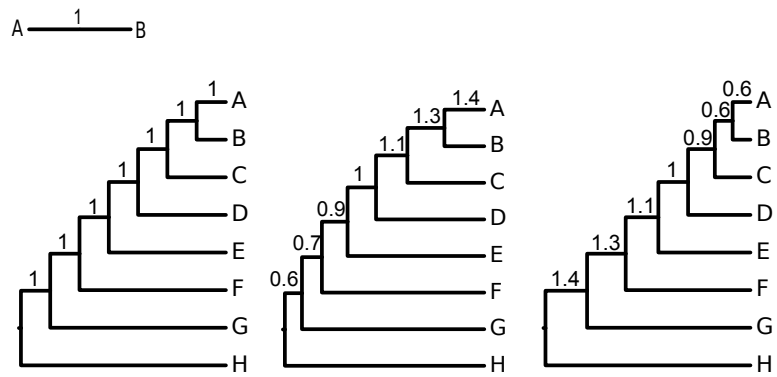 1
A B
1 A
1 B
1 C
1 D
1 E
1 F
1 G
H
1.4 A
1.3 B
1.1 C
1 D
0.9 E
0.7 F
0.6 G
H
0.6 A
0.6 B
0.9 C
1 D
1.1 E
1.3 F
1.4 G
H